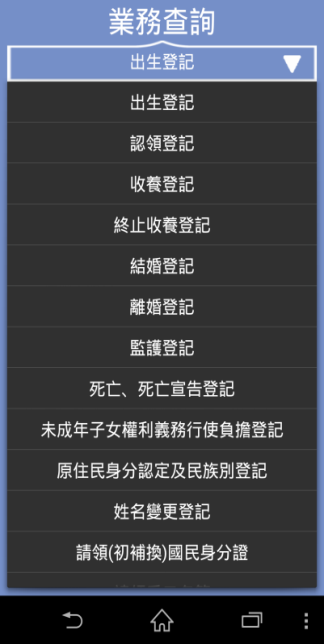 業務查詢
出生登記
出生登記
認領登記
收養登記
終止收養登記
結婚登記
離婚登記
監護登記
死亡、死亡宣告登記
未成年子女權利義務行使負擔登記
原住民身分認定及民族別登記
姓名變更登記
請領(初補換)國民身分證